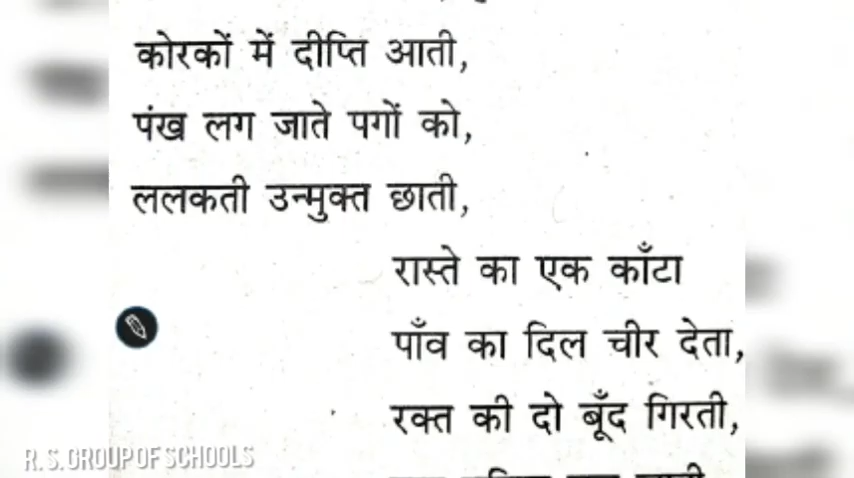 कोरकों में दीप्ति आती,
पंख लग जाते पगों को,
ललकती उन्मुक्त छाती,
रास्ते का एक काँटा
पाँव का दिल चीर देता,
रक्त की दो बूँद गिरती,
R.S.GROUP OF SCHOOLS